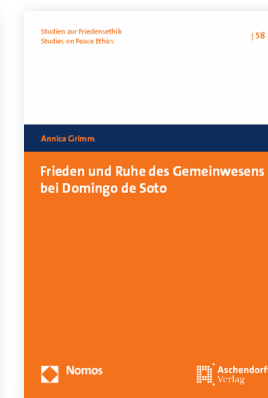 Studien zur Friedensethik
Studies on Peace Ethics
| 58
Annica Grimm
Frieden und Ruhe des Gemeinwesens
bei Domingo de Soto
Nomos
Aschendorff
Verlag